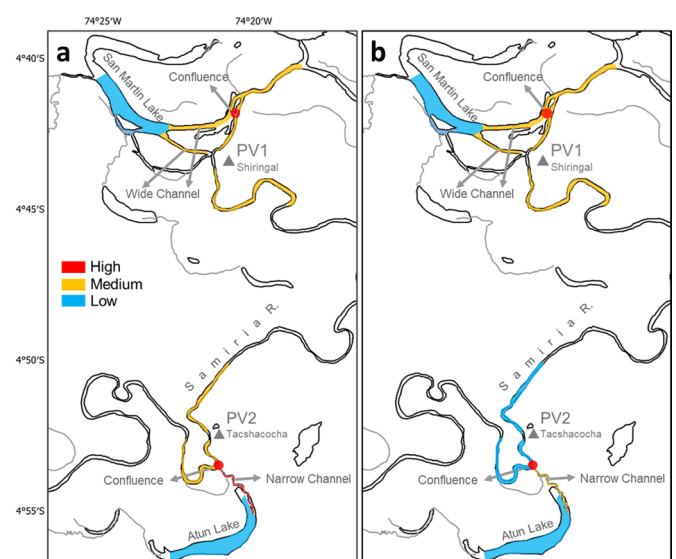 74°25'W
74°20'W
4°40'S
4°45'S
4°50'S
4°55'S
a
San Martin Lake
Confluence
PV1
Shiringal
Wide Channel
High
Medium
Low
Samiria R.
PV2
Tacshacocha
Confluence
Narrow Channel
Atun Lake
b
San Martin Lake
Confluence
PV1
Shiringal
Wide Channel
Samiria R.
PV2
Tacshacocha
Confluence
Narrow Channel
Atun Lake